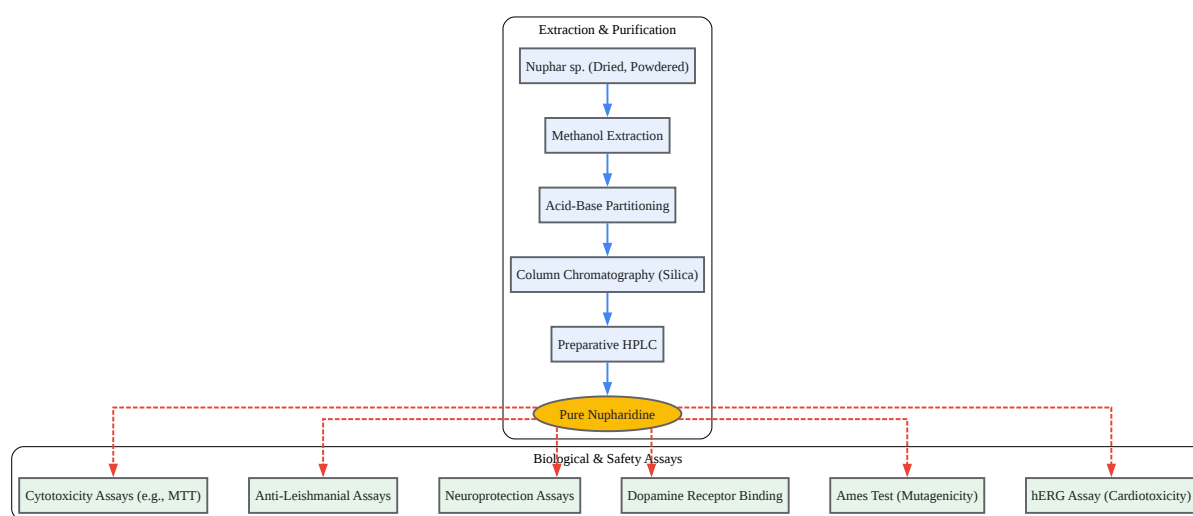 Extraction & Purification
Nuphar sp. (Dried, Powdered)
Methanol Extraction
Acid-Base Partitioning
Column Chromatography (Silica)
Preparative HPLC
Pure Nupharidine
Biological & Safety Assays
Cytotoxicity Assays (e.g., MTT)
Anti-Leishmanial Assays
Neuroprotection Assays
Dopamine Receptor Binding
Ames Test (Mutagenicity)
hERG Assay (Cardiotoxicity)